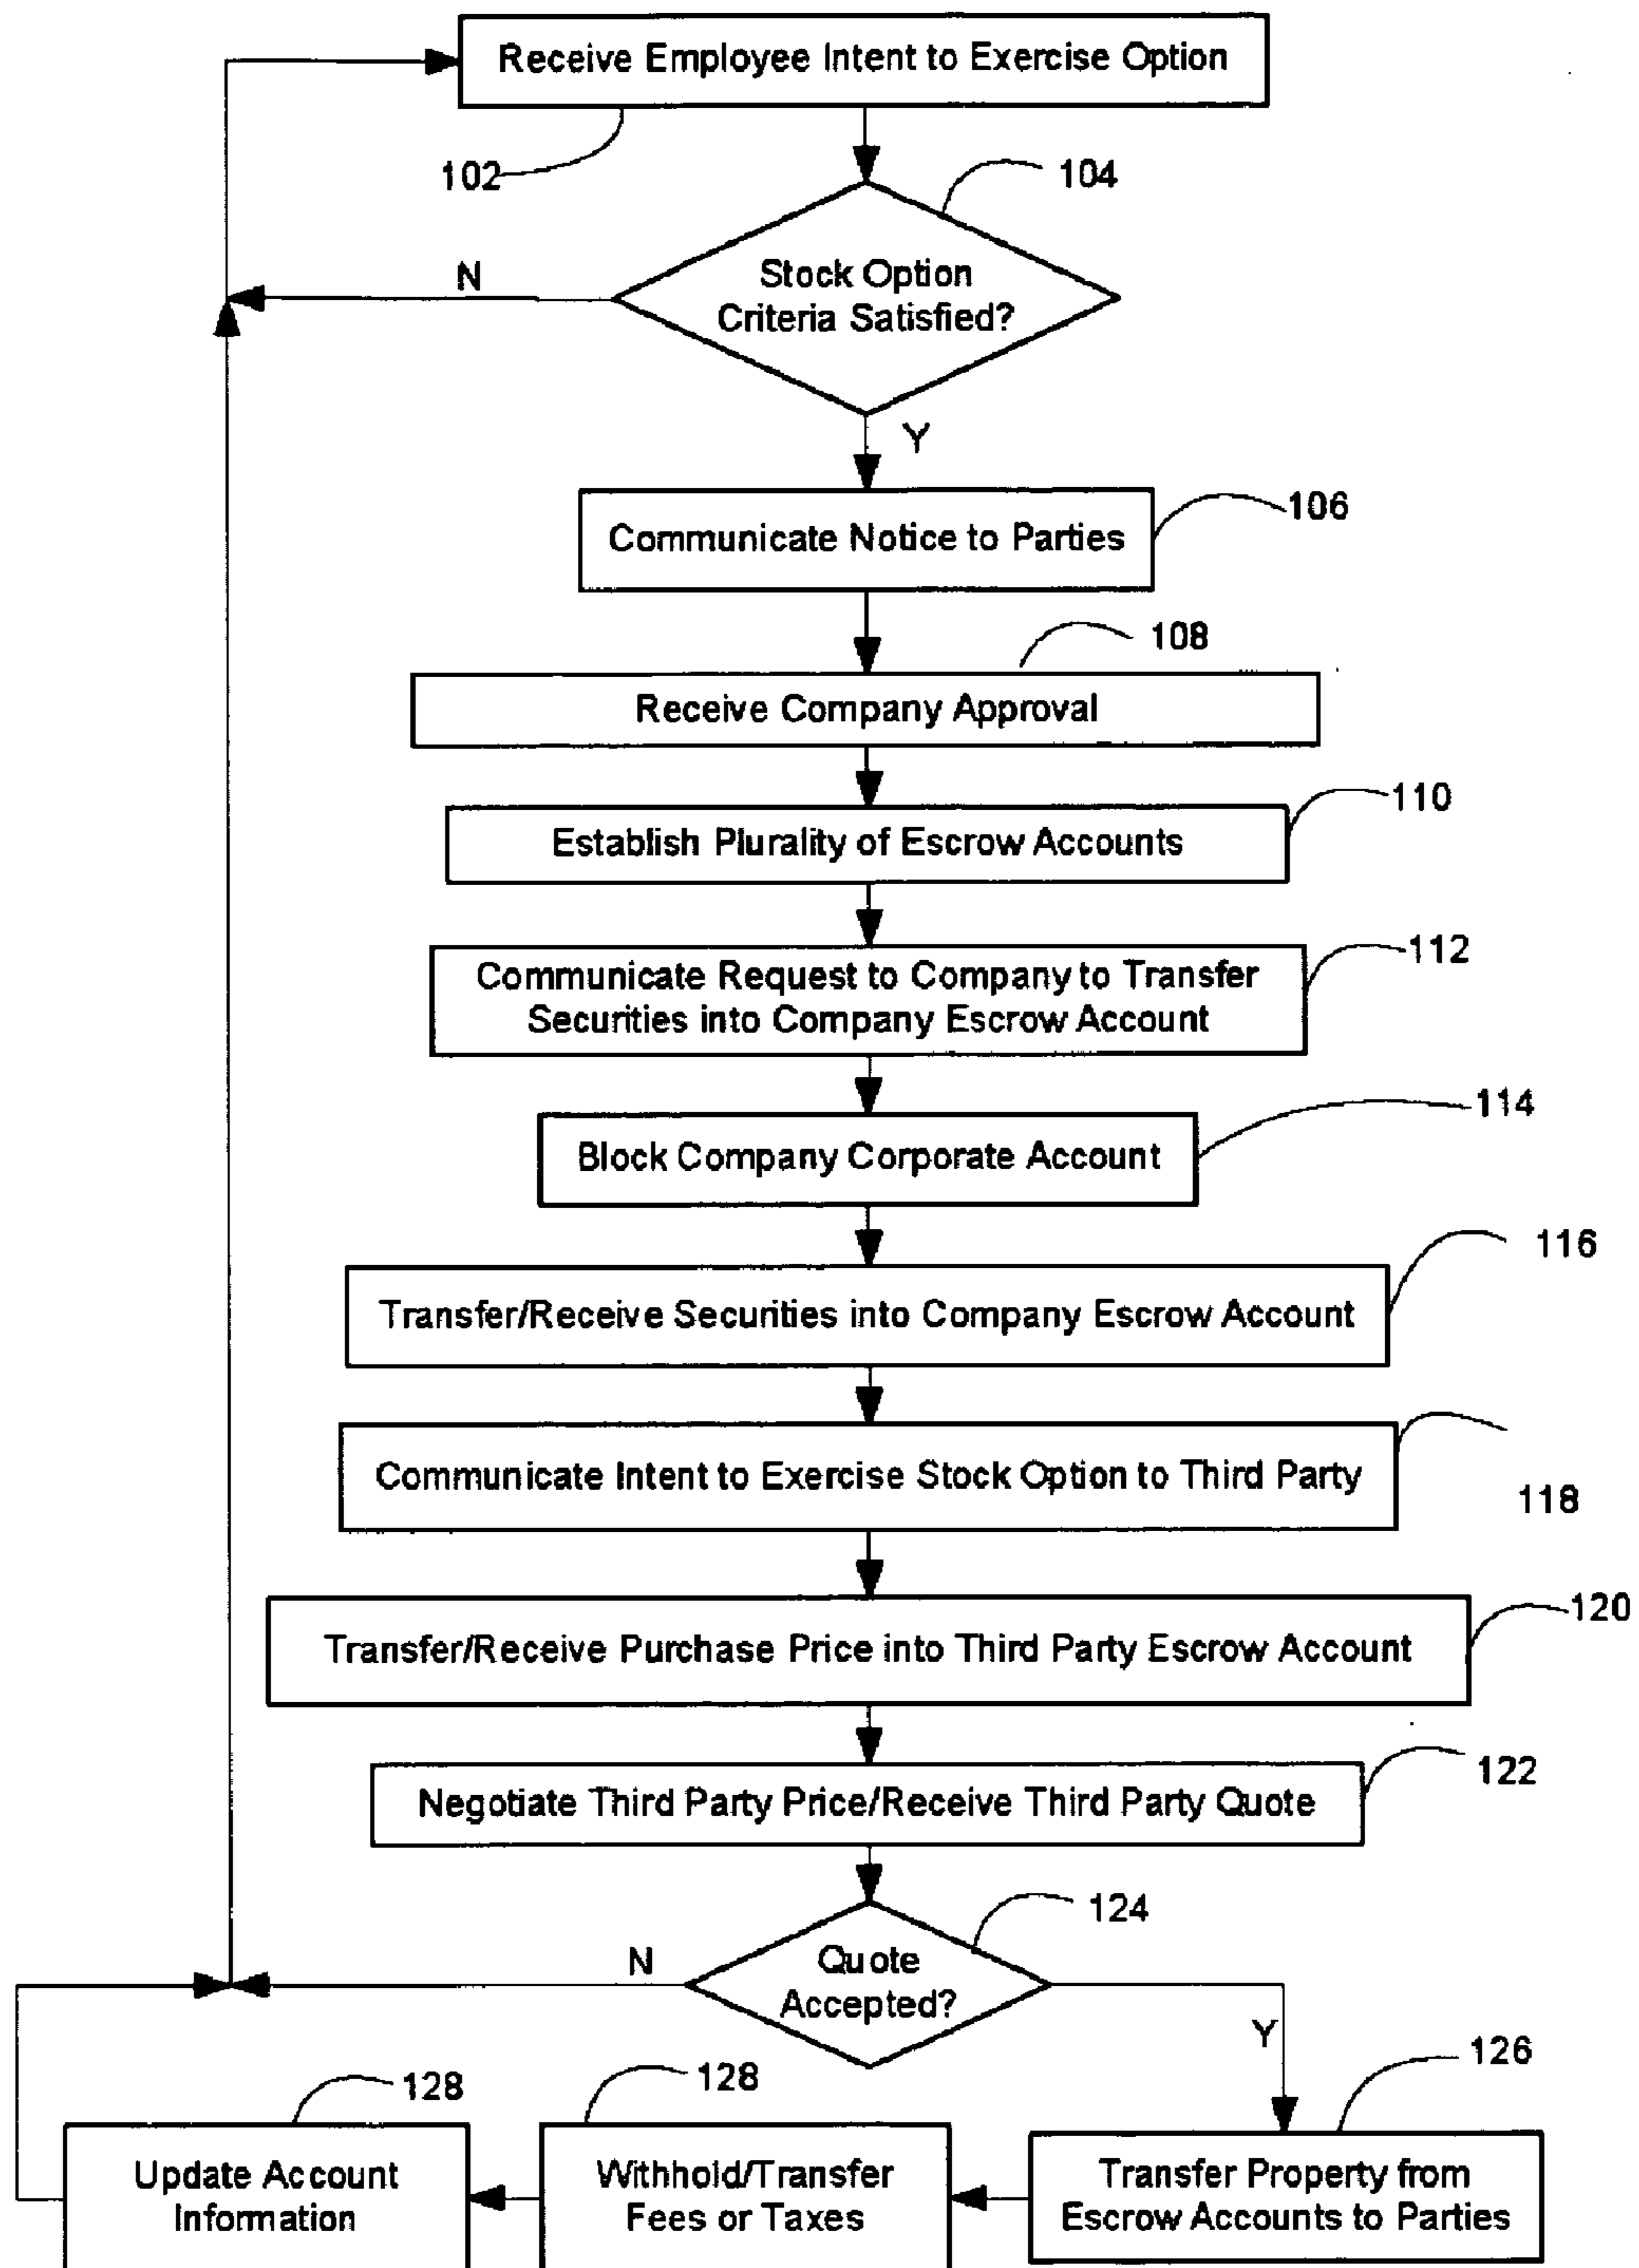 Receive Employee Intent to Exercise Option
102
104
Stock Option
Criteria Satisfied?
N
Y
Communicate Notice to Parties
106
108
Receive Company Approval
110
Establish Plurality of Escrow Accounts
112
Communicate Request to Company to Transfer
Securities into Company Escrow Account
114
Block Company Corporate Account
116
Transfer/Receive Securities into Company Escrow Account
Communicate Intent to Exercise Stock Option to Third Party
118
120
Transfer/Receive Purchase Price into Third Party Escrow Account
122
Negotiate Third Party Price/Receive Third Party Quote
124
N
Quote
Accepted?
Y
126
128
128
Update Account
Information
Withhold/Transfer
Fees or Taxes
Transfer Property from
Escrow Accounts to Parties